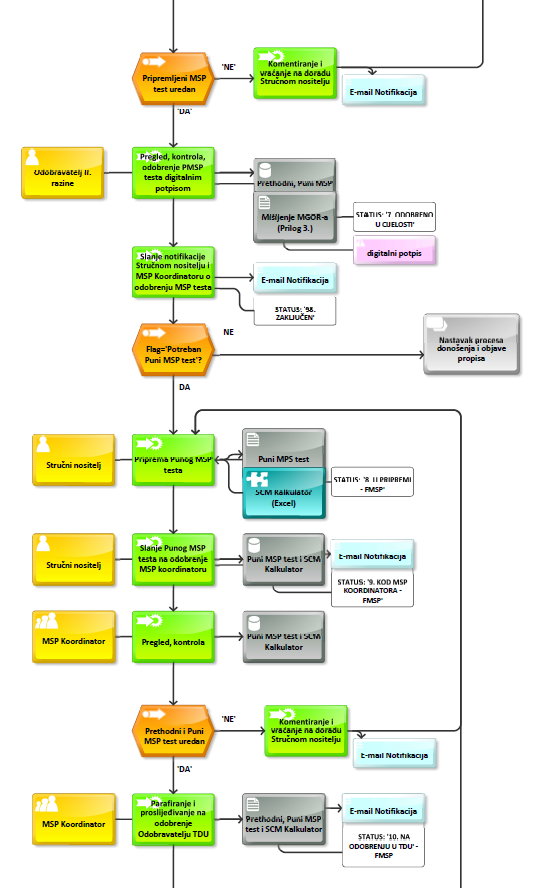 Pripremljeni MSP
test uredan
'NE'
Komentiranje i
vraćanje na doradu
Stručnom nositelju
E-mail Notifikacija
'DA'
Odobravatelj II.
razine
Pregled, kontrola,
odobrenje PMSP
testa digitalnim
potpisom
Prethodni, Puni MSP
Mišljenje MGOR-a
(Prilog 3.)
STATUS: '7. ODOBRENO
U CIJELOSTI'
digitalni potpis
Slanje notifikacije
Stručnom nositelju i
MSP Koordinatoru o
odobrenju MSP testa
E-mail Notifikacija
STATUS: '98.
ZAKLJUČEN'
Flag='Potreban
Puni MSP test'?
NE
Nastavak procesa
donošenja i objave
propisa
DA
Stručni nositelj
Priprema Punog MSP
testa
Puni MPS test
SCM Kalkulator
(Excel)
STATUS: '8. U PRIPREMI
- FMSP'
Stručni nositelj
Slanje Punog MSP
testa na odobrenje
MSP koordinatoru
Puni MSP test i SCM
Kalkulator
E-mail Notifikacija
STATUS: '9. KOD MSP
KOORDINATORA -
FMSP'
MSP Koordinator
Pregled, kontrola
Puni MSP test i SCM
Kalkulator
Prethodni i Puni
MSP test uredan
'NE'
Komentiranje i
vraćanje na doradu
Stručnom nositelju
E-mail Notifikacija
'DA'
MSP Koordinator
Parafiranje i
prosljeđivanje na
odobrenje
Odobravatelju TDU
Prethodni, Puni MSP
test i SCM Kalkulator
E-mail Notifikacija
STATUS: '10. NA
ODOBRENJU U TDU' -
FMSP